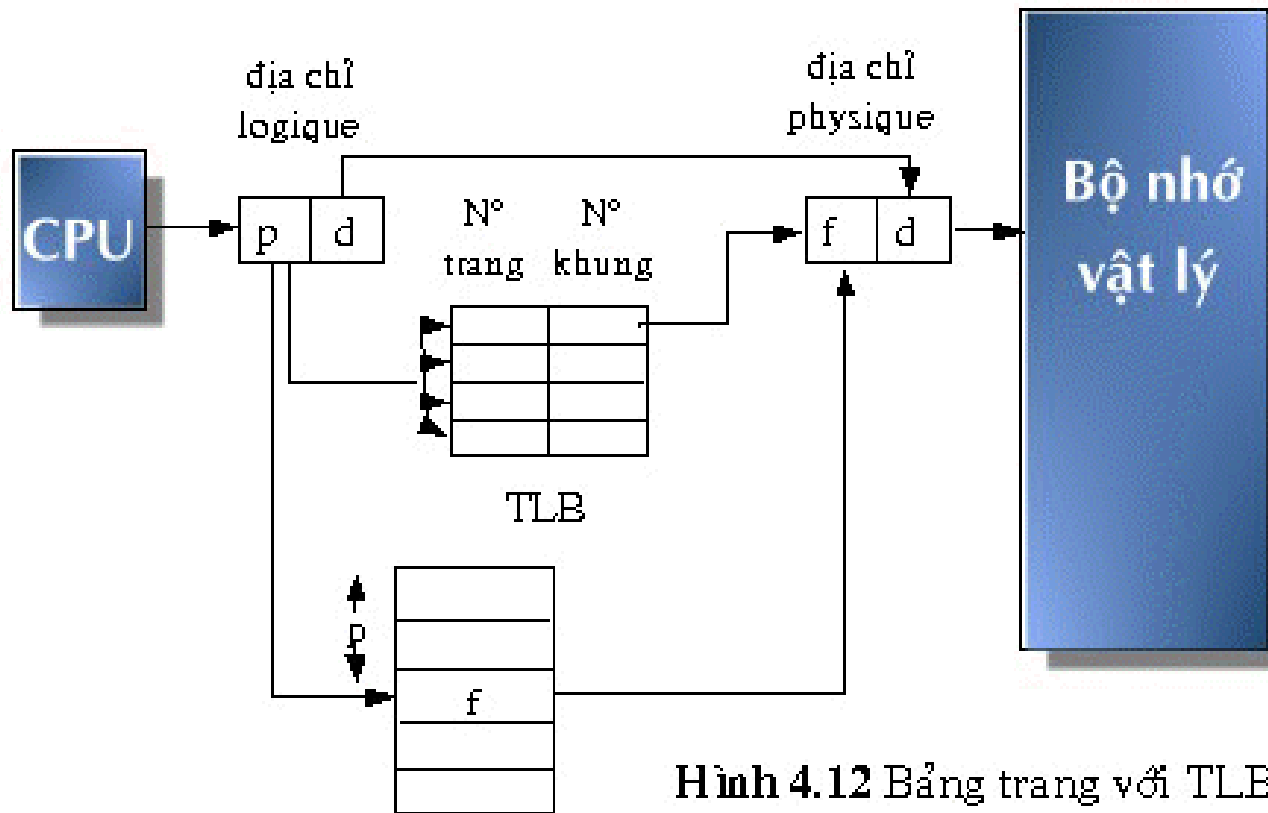 địa chỉ
logique
địa chỉ
physique
CPU
p
d
N° N°
trang khung
f
d
Bộ nhớ
vật lý
TLB
p
f
Hình 4.12 Bảng trang với TLB